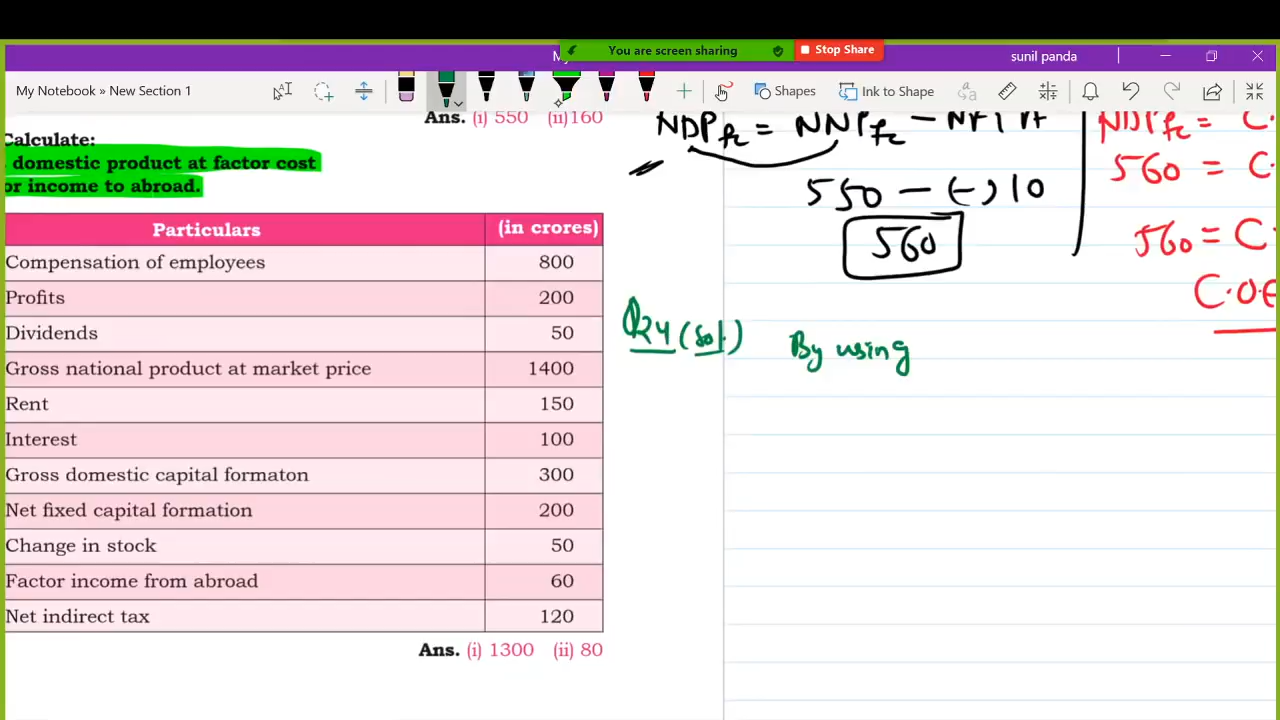 You are screen sharing
Stop Share
My
sunil panda
My Notebook » New Section 1
Shapes
Ink to Share
Ans. (i) 550 (ii)160
Calculate:
domestic product at factor cost
or income to abroad.
Particulars (in crores)
Compensation of employees 800
Profits 200
Dividends 50
Gross national product at market price 1400
Rent 150
Interest 100
Gross domestic capital formaton 300
Net fixed capital formation 200
Change in stock 50
Factor income from abroad 60
Net indirect tax 120
Ans. (i) 1300 (ii) 80
NDPfc = NNPfc -
550 - (-) 10
560
Q24 (sol.) By using
NDPfc = C.
560 = C.
560 = C.
C.O.E